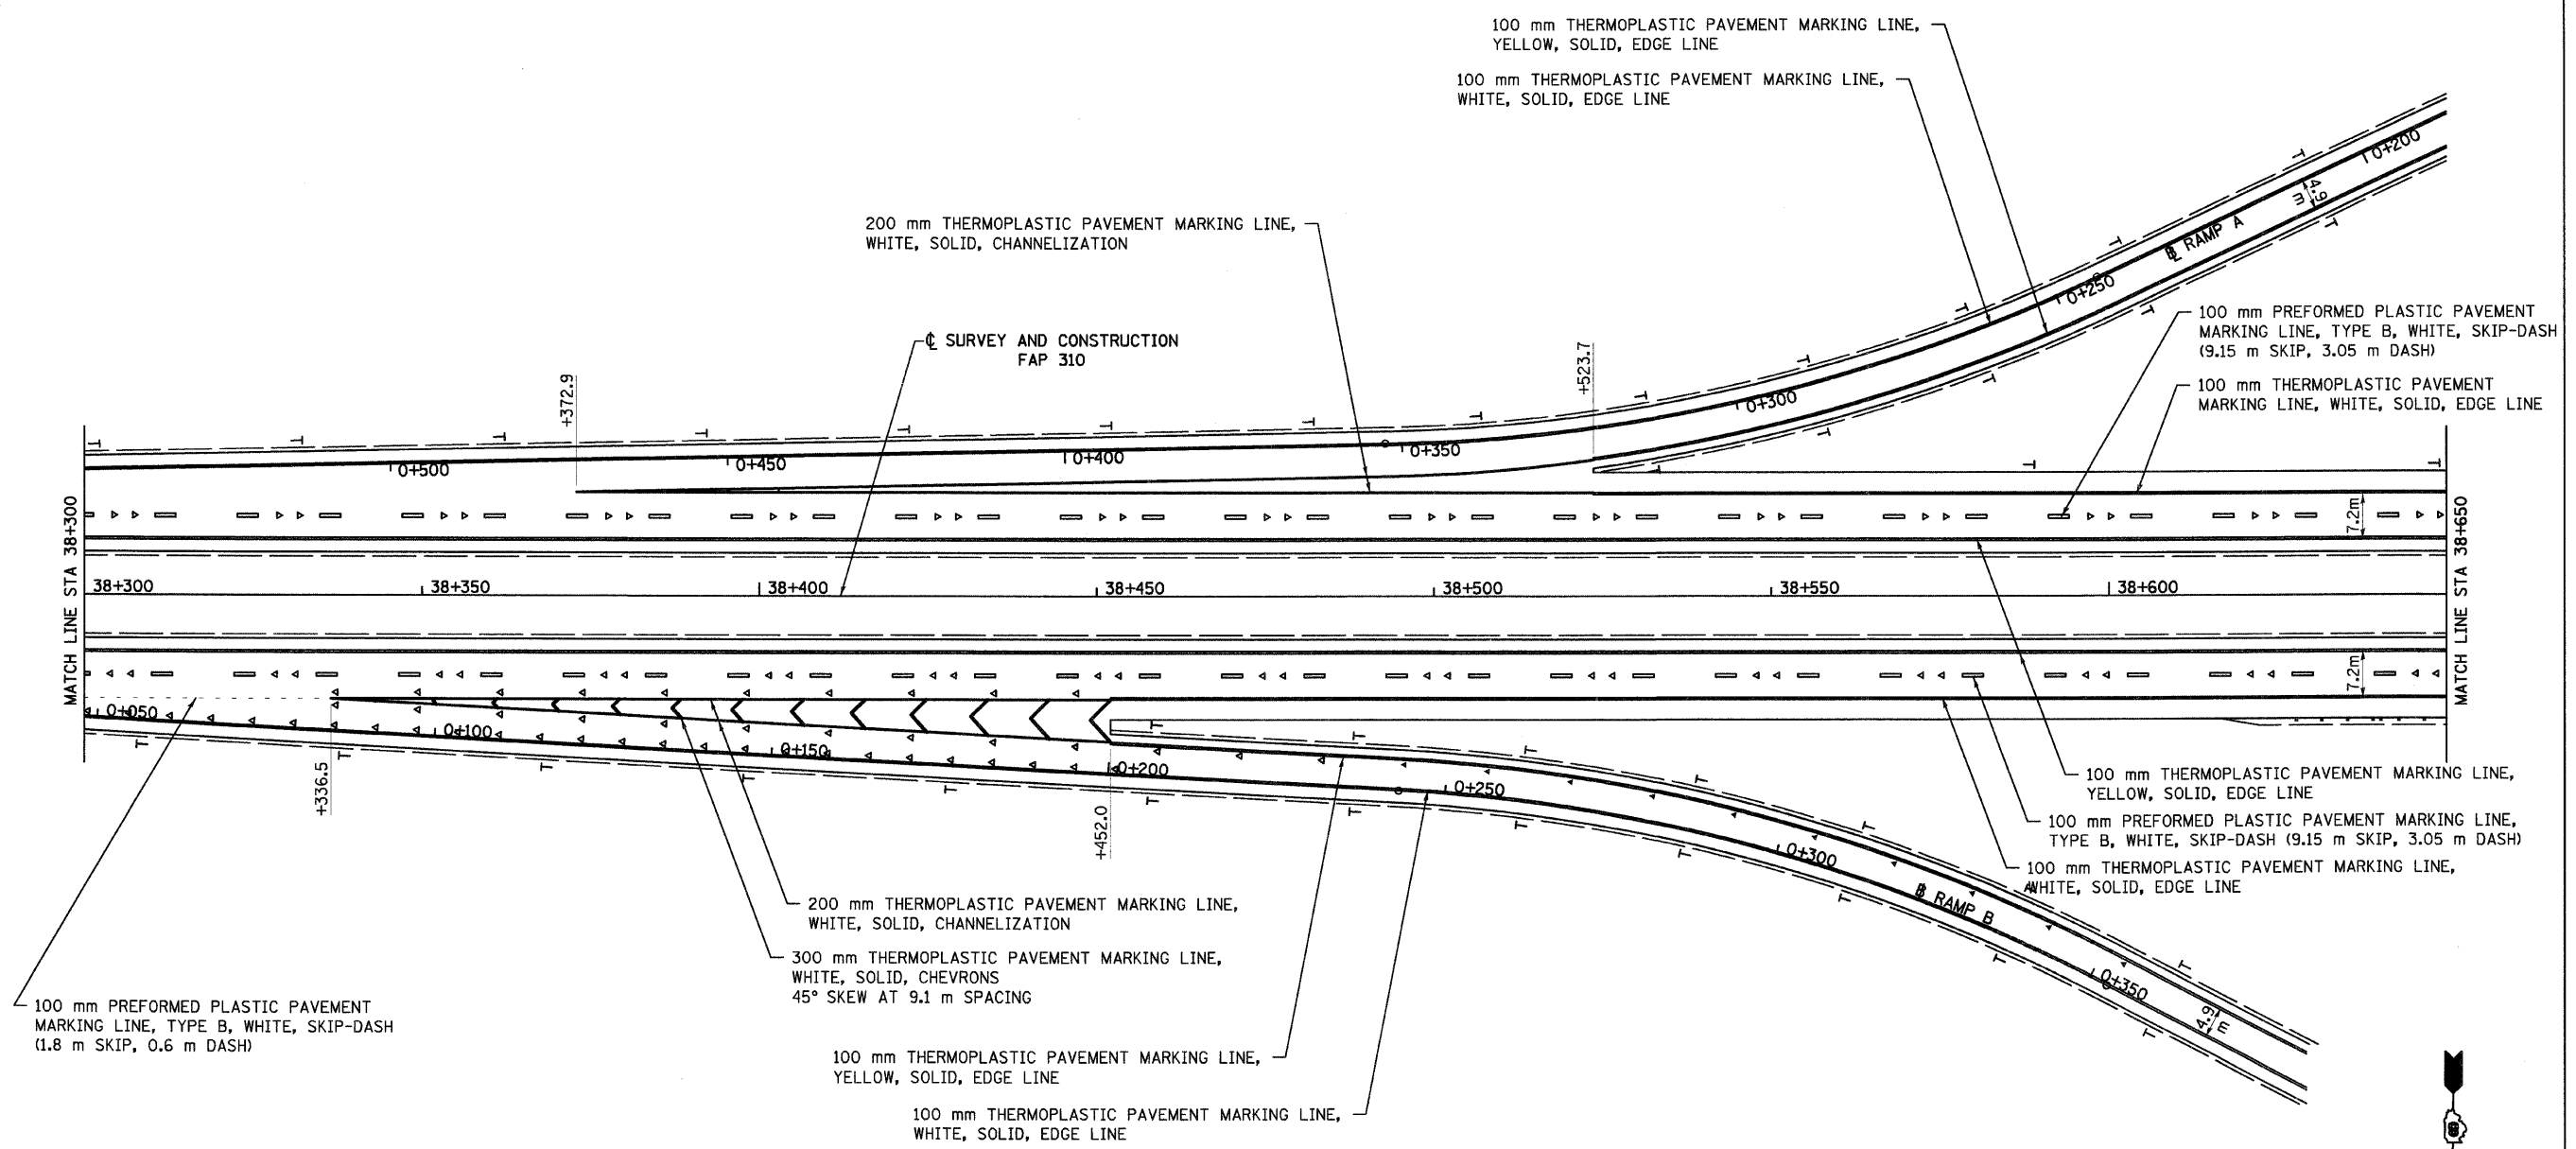 100 mm THERMOPLASTIC PAVEMENT MARKING LINE,
YELLOW, SOLID, EDGE LINE
100 mm THERMOPLASTIC PAVEMENT MARKING LINE,
WHITE, SOLID, EDGE LINE
0+200
4.9
m
200 mm THERMOPLASTIC PAVEMENT MARKING LINE,
WHITE, SOLID, CHANNELIZATION
℄ RAMP A
0+250
100 mm PREFORMED PLASTIC PAVEMENT
MARKING LINE, TYPE B, WHITE, SKIP-DASH
(9.15 m SKIP, 3.05 m DASH)
℄ SURVEY AND CONSTRUCTION
FAP 310
+372.9
+523.7
100 mm THERMOPLASTIC PAVEMENT
MARKING LINE, WHITE, SOLID, EDGE LINE
0+500
0+450
0+400
0+350
0+300
MATCH LINE STA 38+300
7.2m
MATCH LINE STA 38+650
38+300
38+350
38+400
38+450
38+500
38+550
38+600
7.2m
0+050
0+100
0+150
0+200
0+250
0+300
℄ RAMP B
0+350
4.9
m
+336.5
+452.0
100 mm THERMOPLASTIC PAVEMENT MARKING LINE,
YELLOW, SOLID, EDGE LINE
100 mm PREFORMED PLASTIC PAVEMENT MARKING LINE,
TYPE B, WHITE, SKIP-DASH (9.15 m SKIP, 3.05 m DASH)
100 mm THERMOPLASTIC PAVEMENT MARKING LINE,
WHITE, SOLID, EDGE LINE
200 mm THERMOPLASTIC PAVEMENT MARKING LINE,
WHITE, SOLID, CHANNELIZATION
300 mm THERMOPLASTIC PAVEMENT MARKING LINE,
WHITE, SOLID, CHEVRONS
45° SKEW AT 9.1 m SPACING
100 mm PREFORMED PLASTIC PAVEMENT
MARKING LINE, TYPE B, WHITE, SKIP-DASH
(1.8 m SKIP, 0.6 m DASH)
100 mm THERMOPLASTIC PAVEMENT MARKING LINE,
YELLOW, SOLID, EDGE LINE
100 mm THERMOPLASTIC PAVEMENT MARKING LINE,
WHITE, SOLID, EDGE LINE